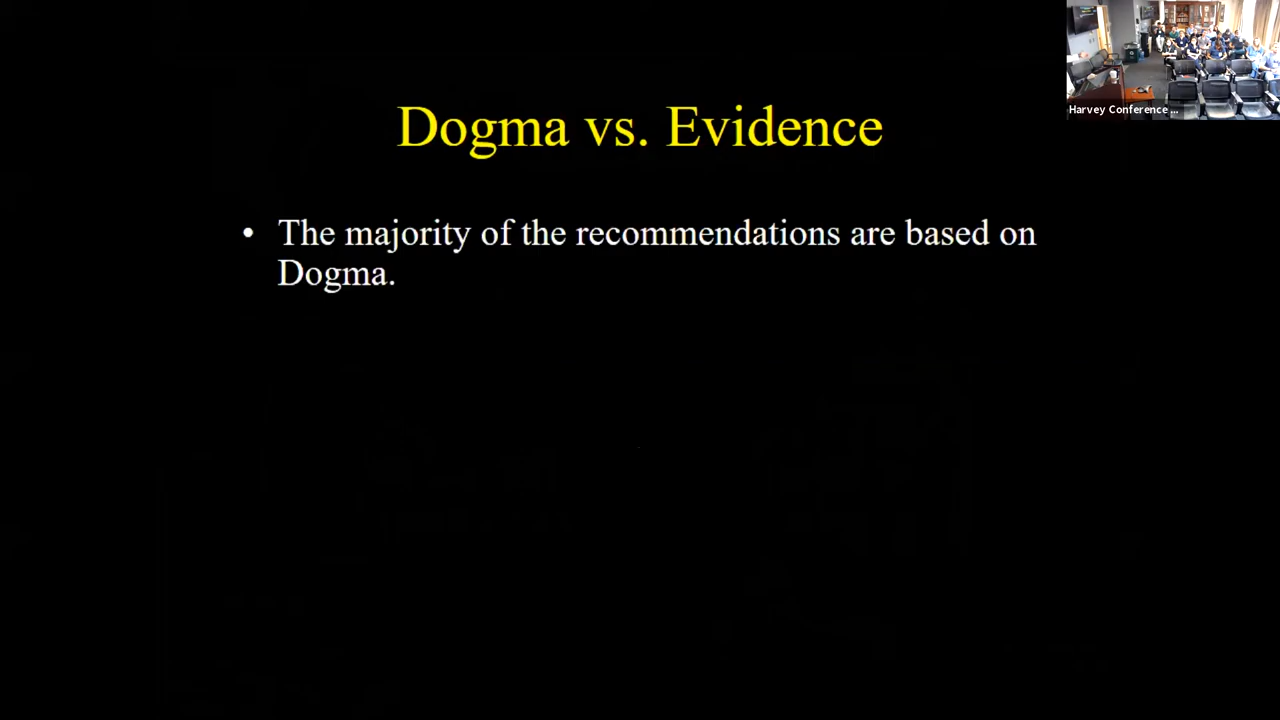 Harvey Conference ...
Dogma vs. Evidence
• The majority of the recommendations are based on
Dogma.